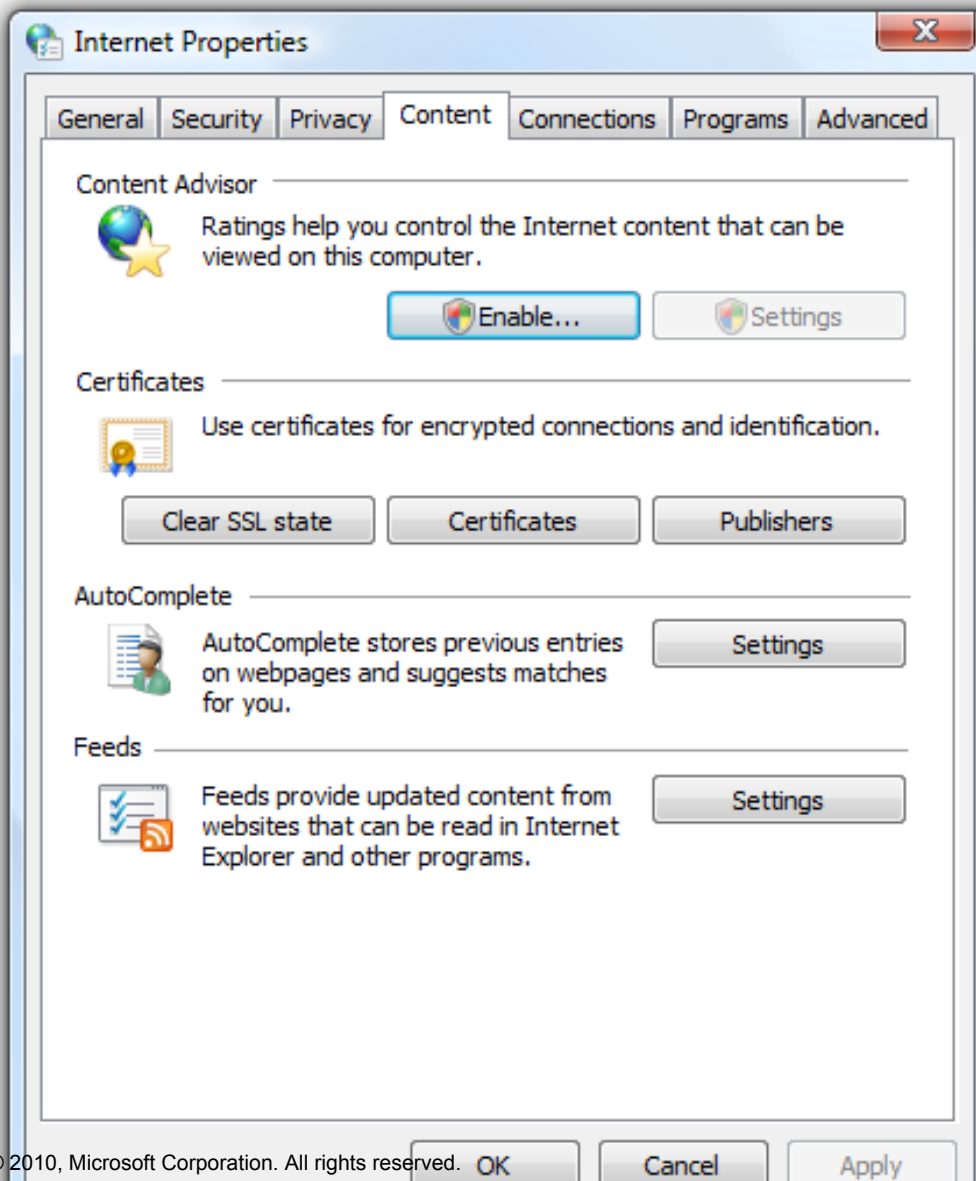 Internet Properties
General Security Privacy Content Connections Programs Advanced
Content Advisor
Ratings help you control the Internet content that can be
viewed on this computer.
Enable... Settings
Certificates
Use certificates for encrypted connections and identification.
Clear SSL state Certificates Publishers
AutoComplete
AutoComplete stores previous entries
on webpages and suggests matches
for you.
Settings
Feeds
Feeds provide updated content from
websites that can be read in Internet
Explorer and other programs.
Settings
© 2010, Microsoft Corporation. All rights reserved.
OK Cancel Apply